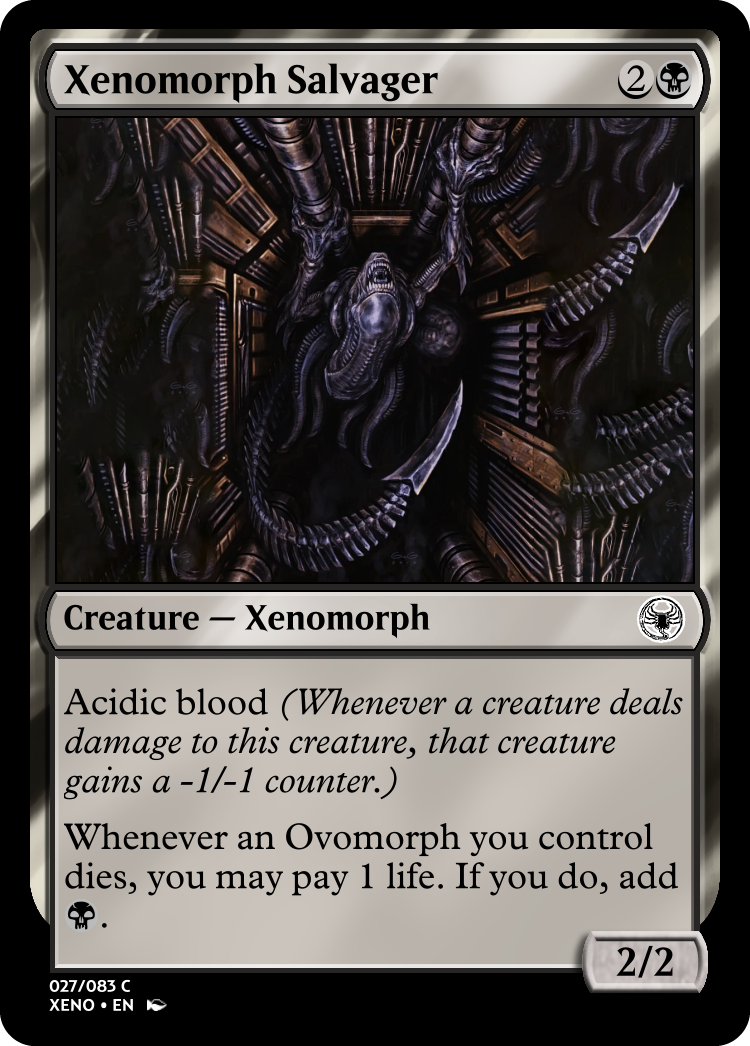 Xenomorph Salvager 2
Creature — Xenomorph
Acidic blood (Whenever a creature deals
damage to this creature, that creature
gains a -1/-1 counter.)
Whenever an Ovomorph you control
dies, you may pay 1 life. If you do, add
.
2/2
027/083 C
XENO • EN